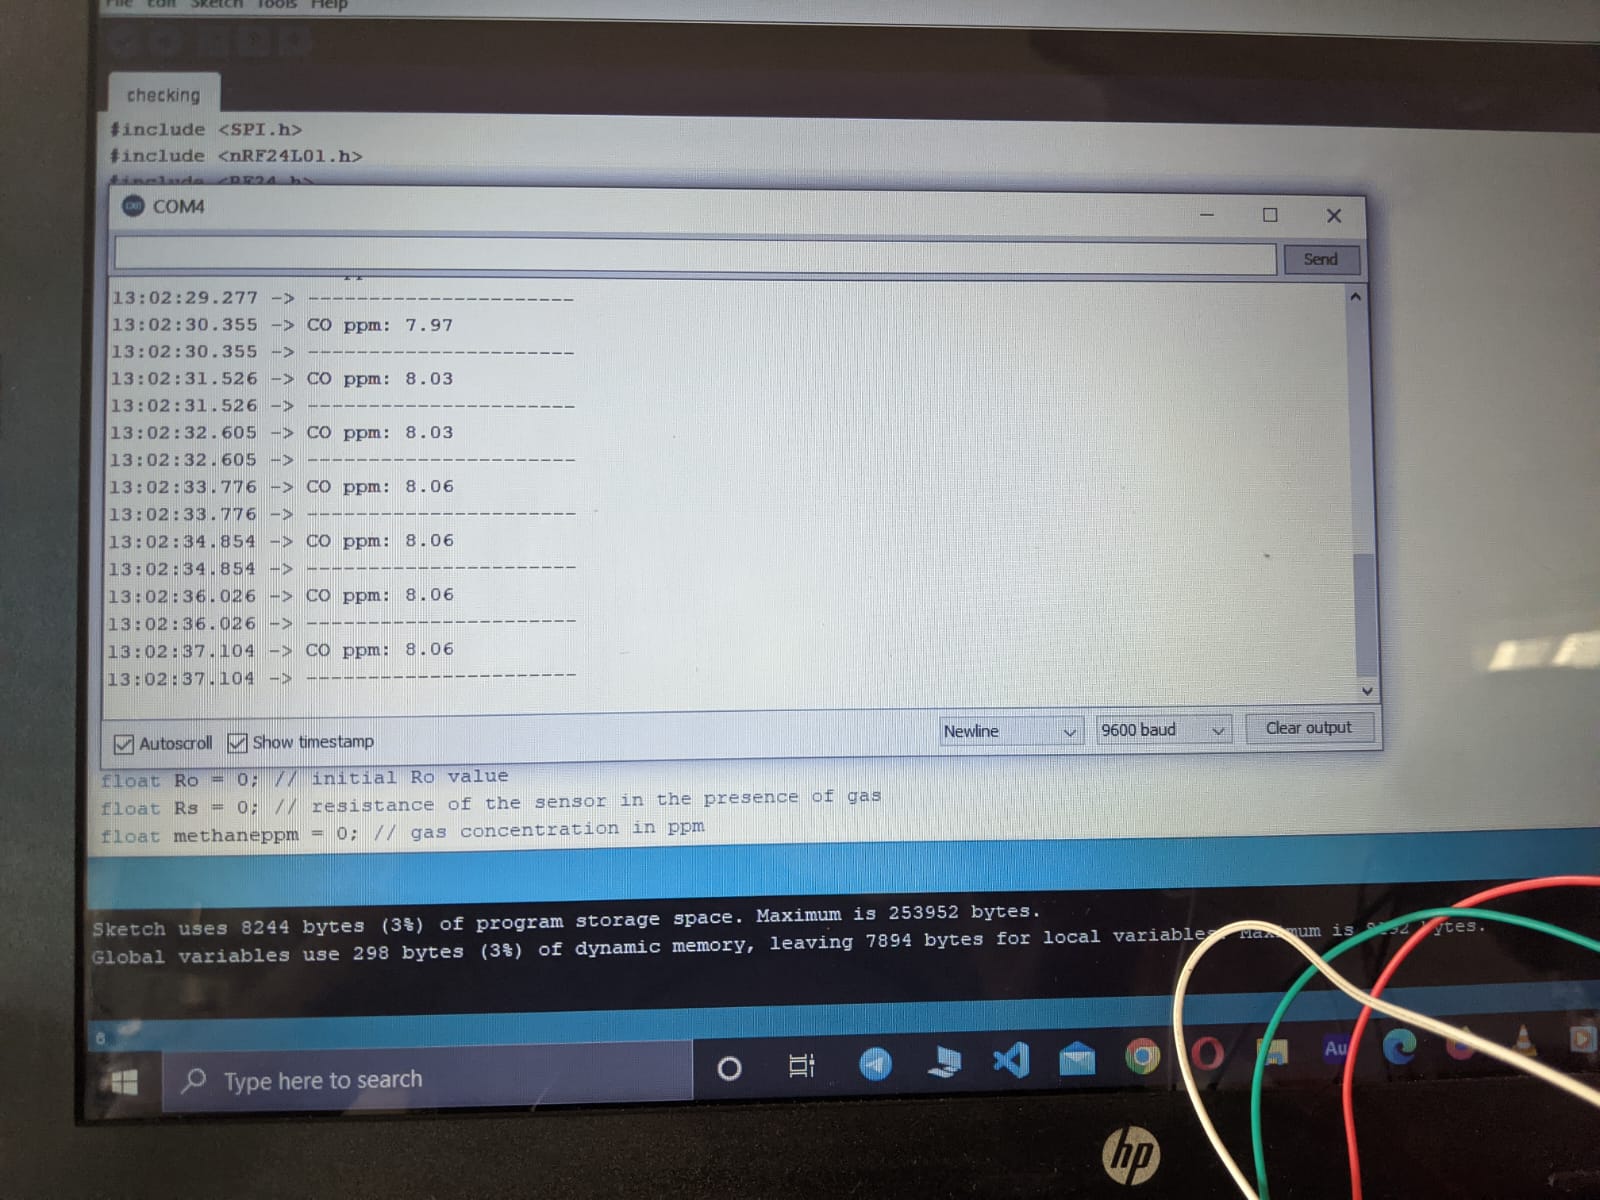 File Edit Sketch Tools Help
checking
#include <SPI.h>
#include <nRF24L01.h>
#include <RF24.h>
COM4
Send
13:02:29.277 -> ----------------------
13:02:30.355 -> CO ppm: 7.97
13:02:30.355 -> ----------------------
13:02:31.526 -> CO ppm: 8.03
13:02:31.526 -> ----------------------
13:02:32.605 -> CO ppm: 8.03
13:02:32.605 -> ----------------------
13:02:33.776 -> CO ppm: 8.06
13:02:33.776 -> ----------------------
13:02:34.854 -> CO ppm: 8.06
13:02:34.854 -> ----------------------
13:02:36.026 -> CO ppm: 8.06
13:02:36.026 -> ----------------------
13:02:37.104 -> CO ppm: 8.06
13:02:37.104 -> ----------------------
Autoscroll Show timestamp Newline 9600 baud Clear output
float Ro = 0; // initial Ro value
float Rs = 0; // resistance of the sensor in the presence of gas
float methaneppm = 0; // gas concentration in ppm
Sketch uses 8244 bytes (3%) of program storage space. Maximum is 253952 bytes.
Global variables use 298 bytes (3%) of dynamic memory, leaving 7894 bytes for local variables. Maximum is 8192 bytes.
6
Type here to search
Au
hp